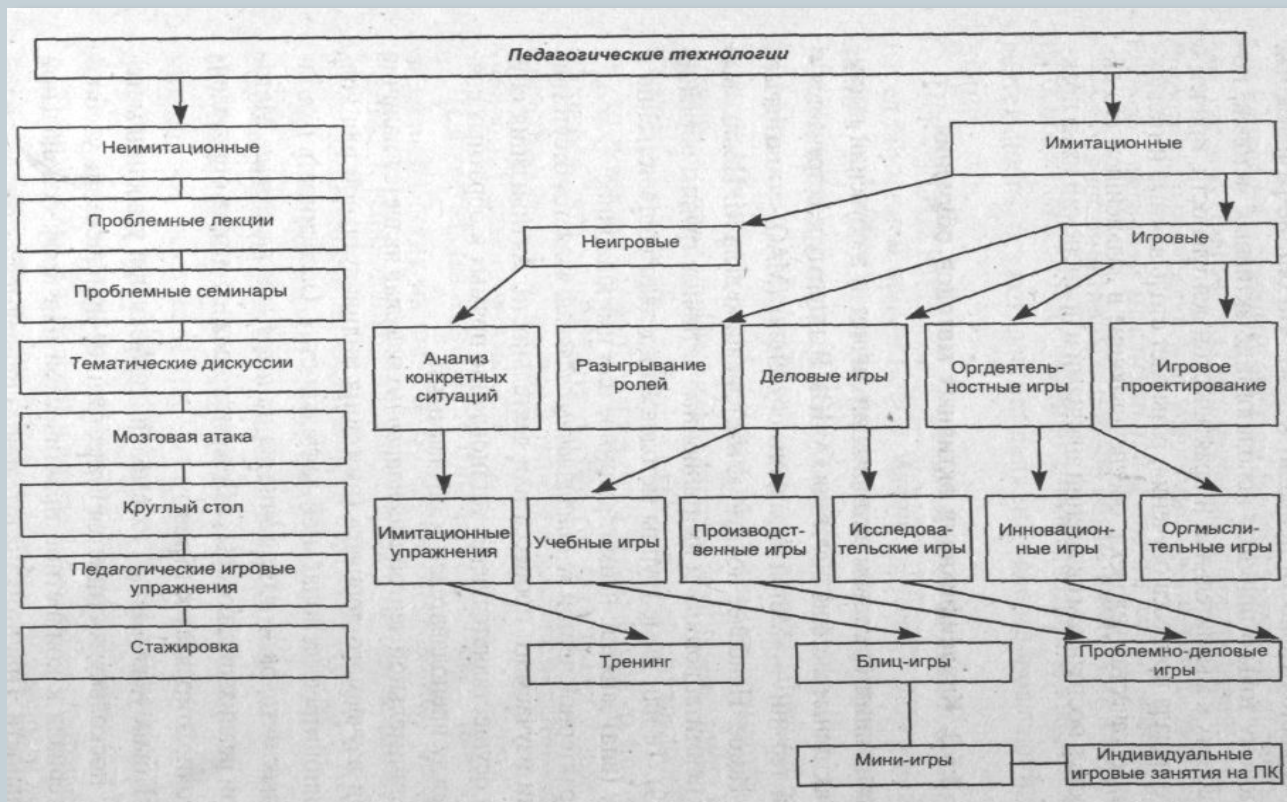 Педагогические технологии
Неимитационные
Имитационные
Проблемные лекции
Неигровые
Игровые
Проблемные семинары
Тематические дискуссии
Анализ
конкретных
ситуаций
Разыгрывание
ролей
Деловые игры
Оргдеятель-
ностные игры
Игровое
проектирование
Мозговая атака
Круглый стол
Имитационные
упражнения
Учебные игры
Производст-
венные игры
Исследова-
тельские игры
Инновацион-
ные игры
Оргмысли-
тельные игры
Педагогические игровые
упражнения
Стажировка
Тренинг
Блиц-игры
Проблемно-деловые
игры
Мини-игры
Индивидуальные
игровые занятия на ПК